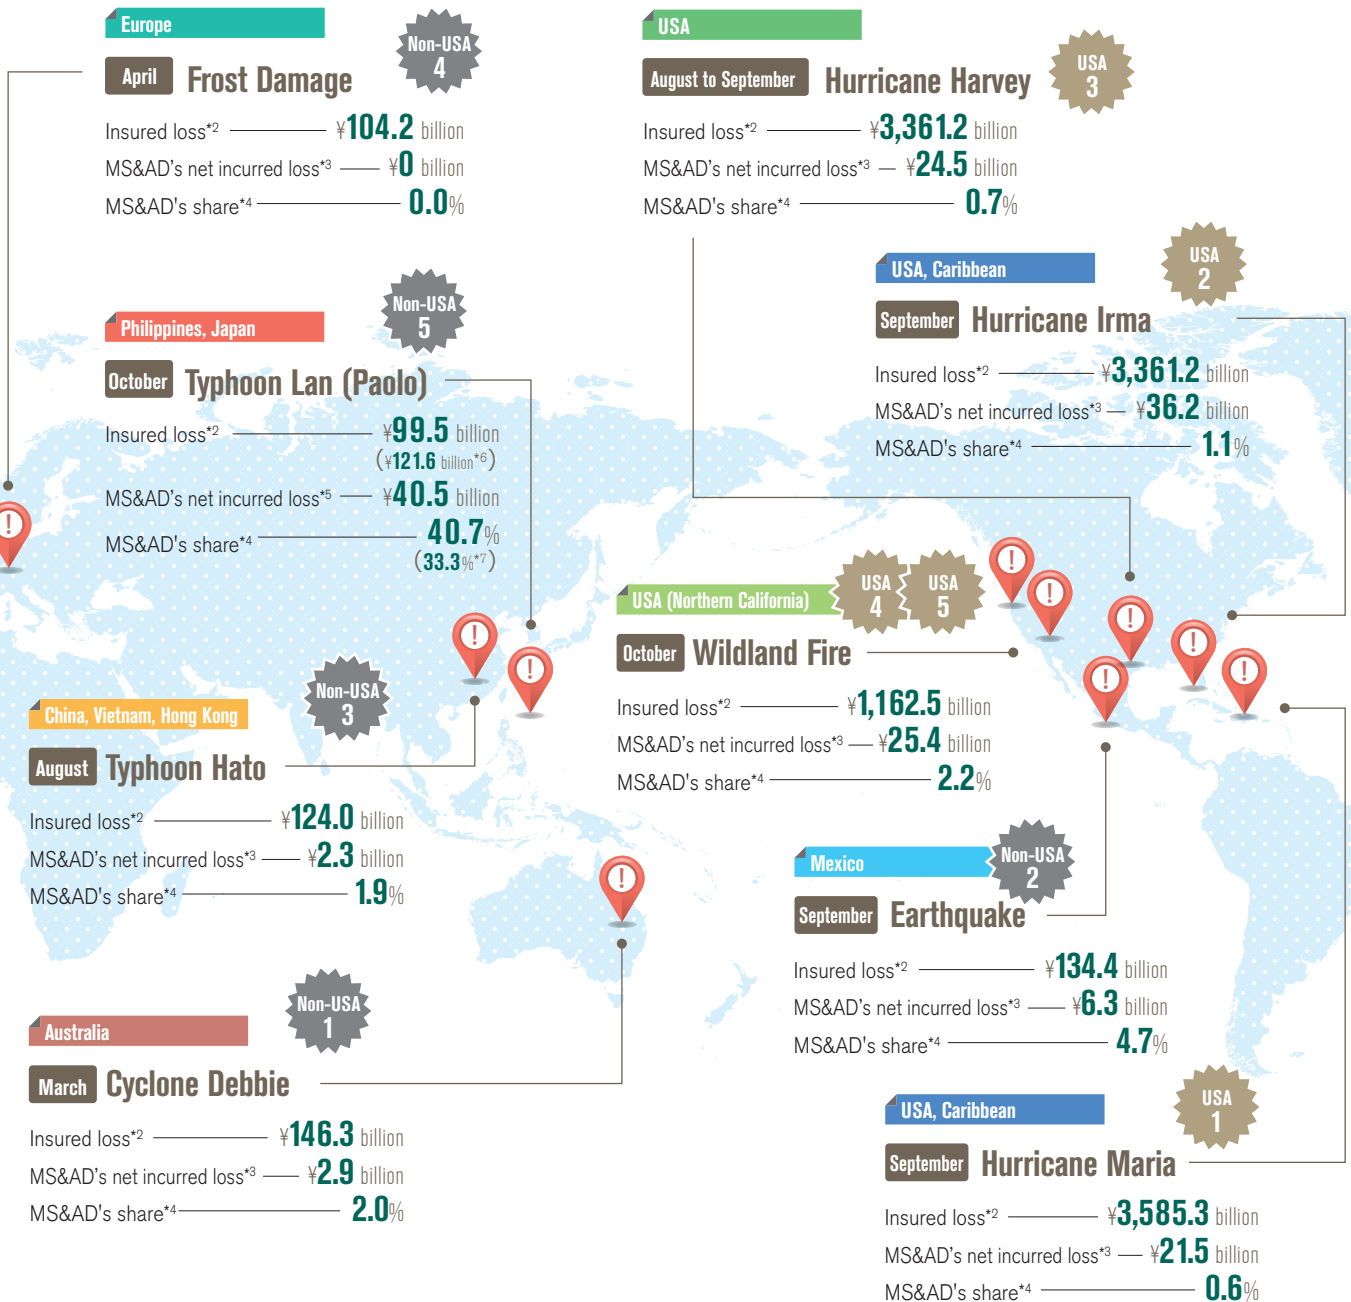 Europe
Non-USA
4
April Frost Damage
Insured loss*2 ¥104.2 billion
MS&AD's net incurred loss*3 ¥0 billion
MS&AD's share*4 0.0%
USA
USA
3
August to September Hurricane Harvey
Insured loss*2 ¥3,361.2 billion
MS&AD's net incurred loss*3 ¥24.5 billion
MS&AD's share*4 0.7%
USA, Caribbean
USA
2
September Hurricane Irma
Insured loss*2 ¥3,361.2 billion
MS&AD's net incurred loss*3 ¥36.2 billion
MS&AD's share*4 1.1%
Philippines, Japan
Non-USA
5
October Typhoon Lan (Paolo)
Insured loss*2 ¥99.5 billion
(¥121.6 billion*6)
MS&AD's net incurred loss*5 ¥40.5 billion
MS&AD's share*4 40.7%
(33.3%*7)
USA (Northern California)
USA
4
USA
5
October Wildland Fire
Insured loss*2 ¥1,162.5 billion
MS&AD's net incurred loss*3 ¥25.4 billion
MS&AD's share*4 2.2%
China, Vietnam, Hong Kong
Non-USA
3
August Typhoon Hato
Insured loss*2 ¥124.0 billion
MS&AD's net incurred loss*3 ¥2.3 billion
MS&AD's share*4 1.9%
Mexico
Non-USA
2
September Earthquake
Insured loss*2 ¥134.4 billion
MS&AD's net incurred loss*3 ¥6.3 billion
MS&AD's share*4 4.7%
Australia
Non-USA
1
March Cyclone Debbie
Insured loss*2 ¥146.3 billion
MS&AD's net incurred loss*3 ¥2.9 billion
MS&AD's share*4 2.0%
USA, Caribbean
USA
1
September Hurricane Maria
Insured loss*2 ¥3,585.3 billion
MS&AD's net incurred loss*3 ¥21.5 billion
MS&AD's share*4 0.6%